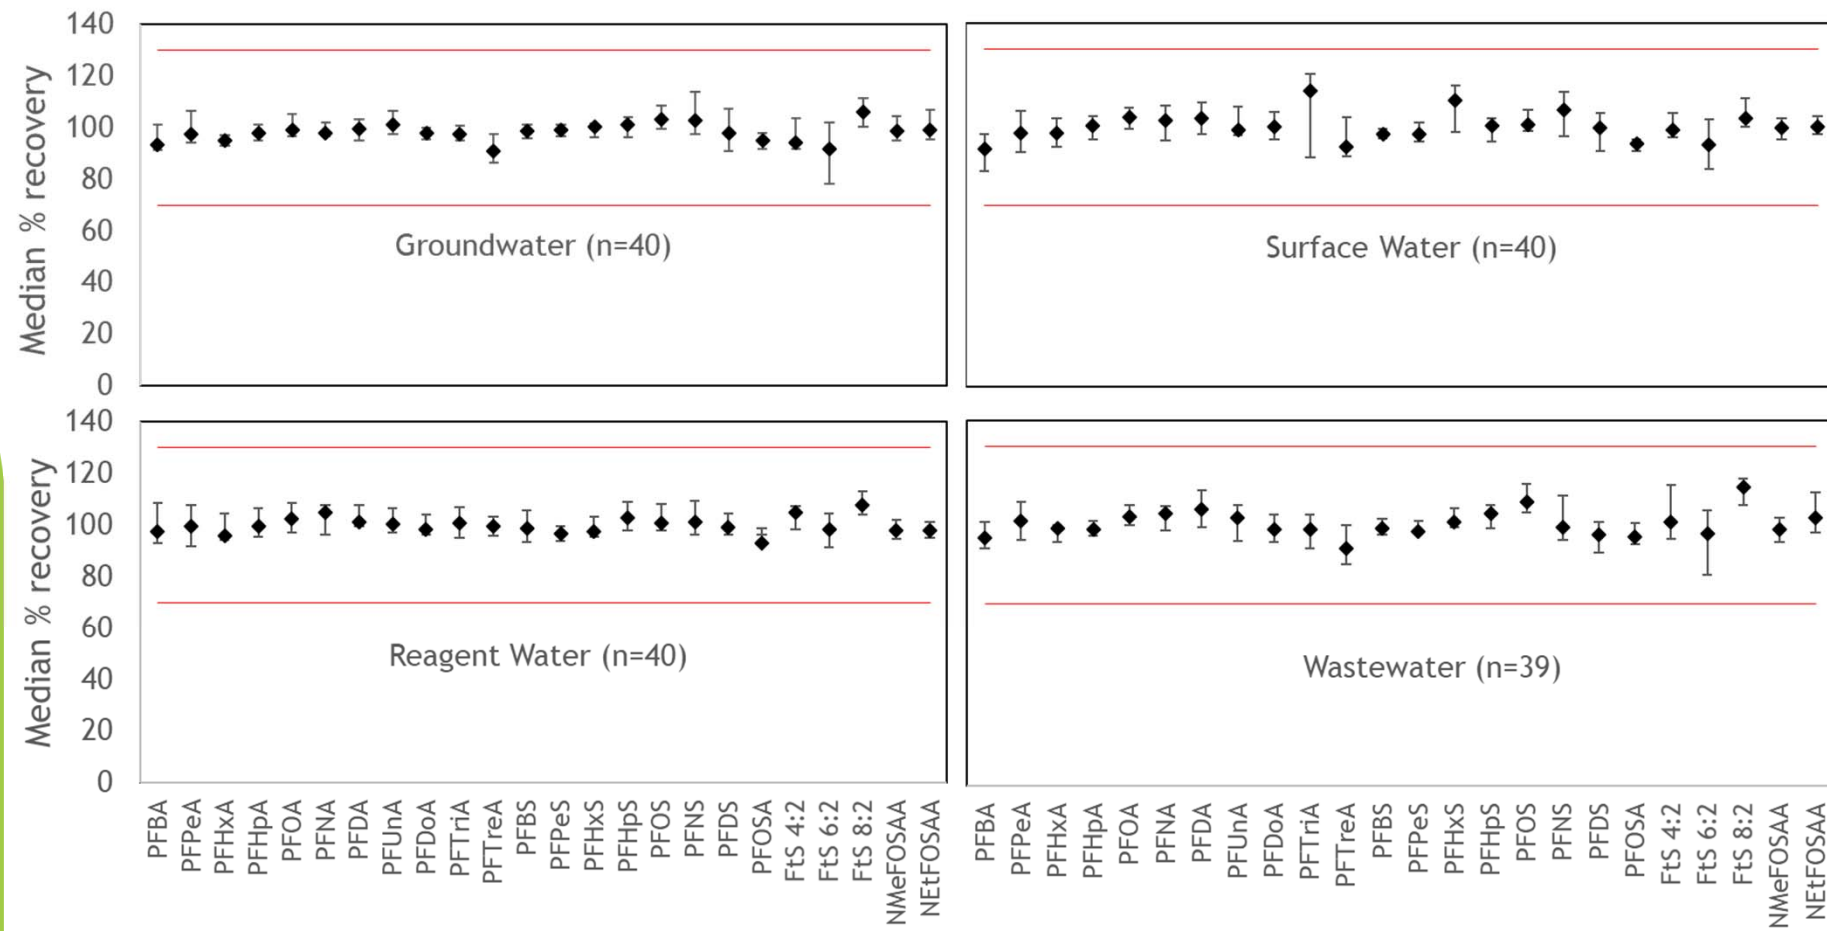 Median % recovery
140
120
100
80
60
40
20
0
Groundwater (n=40)
Surface Water (n=40)
Median % recovery
140
120
100
80
60
40
20
0
Reagent Water (n=40)
Wastewater (n=39)
PFBA
PFPeA
PFHxA
PFHpA
PFOA
PFNA
PFDA
PFUnA
PFDoA
PFTriA
PFTreA
PFBS
PFPeS
PFHxS
PFHpS
PFOS
PFNS
PFDS
PFOSA
FtS 4:2
FtS 6:2
FtS 8:2
NMeFOSAA
NEtFOSAA
PFBA
PFPeA
PFHxA
PFHpA
PFOA
PFNA
PFDA
PFUnA
PFDoA
PFTriA
PFTreA
PFBS
PFPeS
PFHxS
PFHpS
PFOS
PFNS
PFDS
PFOSA
FtS 4:2
FtS 6:2
FtS 8:2
NMeFOSAA
NEtFOSAA